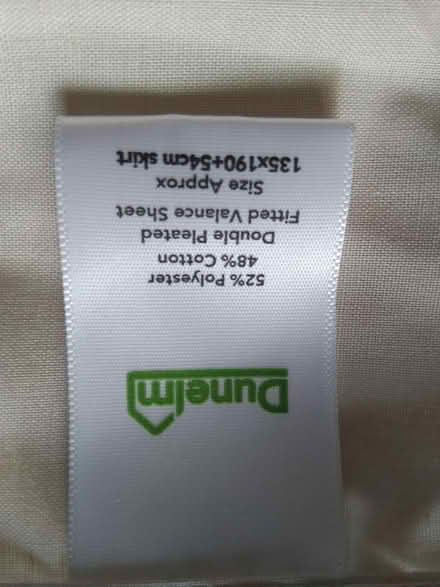 Dunelm
52% Polyester
48% Cotton
Double Pleated
Fitted Valance Sheet
Size Approx
135x190+54cm skirt